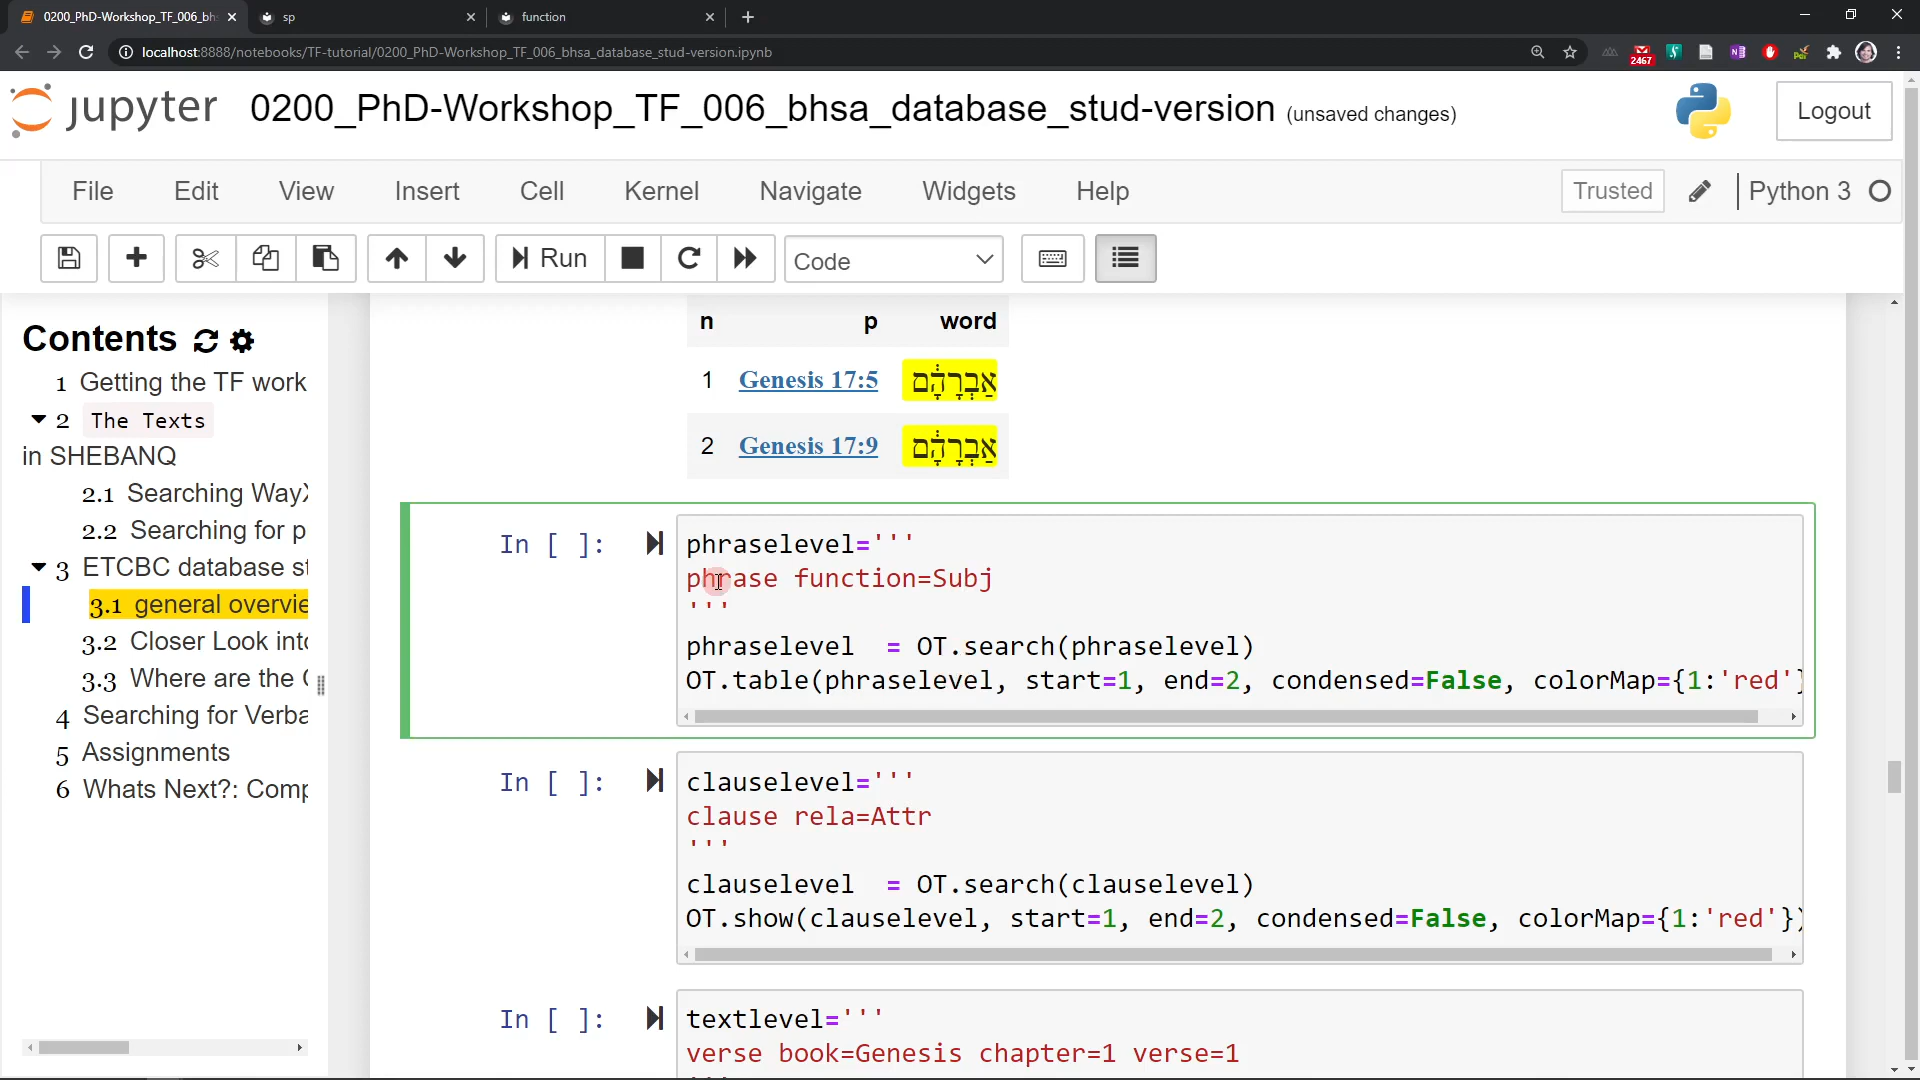 0200_PhD-Workshop_TF_006_bh
sp
function
localhost:8888/notebooks/TF-tutorial/0200_PhD-Workshop_TF_006_bhsa_database_stud-version.ipynb
2467
jupyter 0200_PhD-Workshop_TF_006_bhsa_database_stud-version (unsaved changes)
Logout
File Edit View Insert Cell Kernel Navigate Widgets Help
Trusted
Python 3
Run
Code
Contents
1 Getting the TF work
2 The Texts
in SHEBANQ
2.1 Searching Way
2.2 Searching for p
3 ETCBC database st
3.1 general overvie
3.2 Closer Look into
3.3 Where are the
4 Searching for Verba
5 Assignments
6 Whats Next?: Comp
n p word
1 Genesis 17:5 אַבְרָהָ֔ם
2 Genesis 17:9 אַבְרָהָ֔ם
In [ ]:
phraselevel='''
phrase function=Subj
'''
phraselevel  = OT.search(phraselevel)
OT.table(phraselevel, start=1, end=2, condensed=False, colorMap={1:'red'}
In [ ]:
clauselevel='''
clause rela=Attr
'''
clauselevel  = OT.search(clauselevel)
OT.show(clauselevel, start=1, end=2, condensed=False, colorMap={1:'red'})
In [ ]:
textlevel='''
verse book=Genesis chapter=1 verse=1